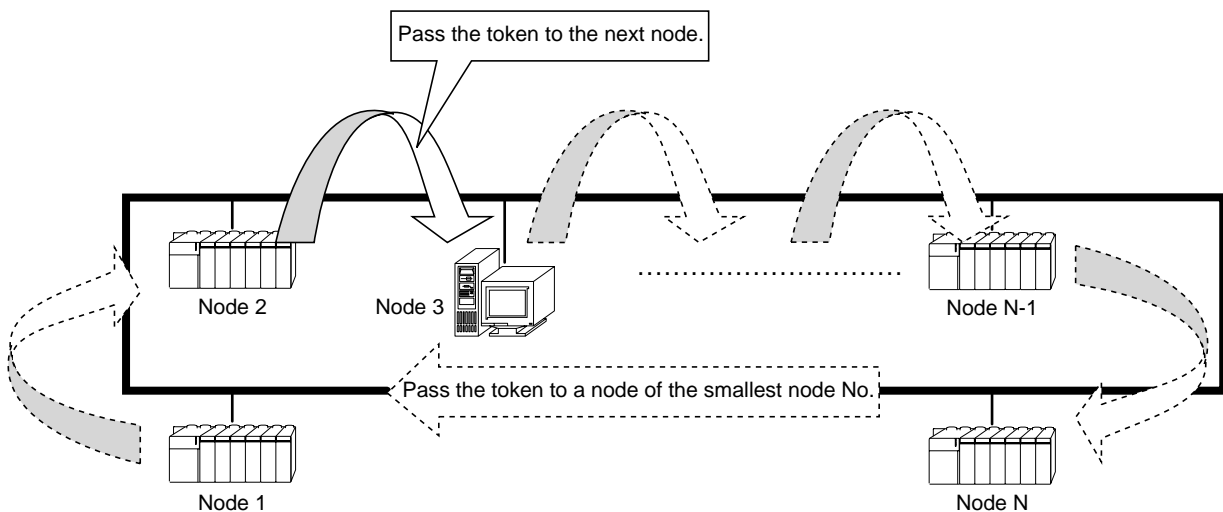 Pass the token to the next node.
Node 2
Node 3
Node N-1
Pass the token to a node of the smallest node No.
Node 1
Node N